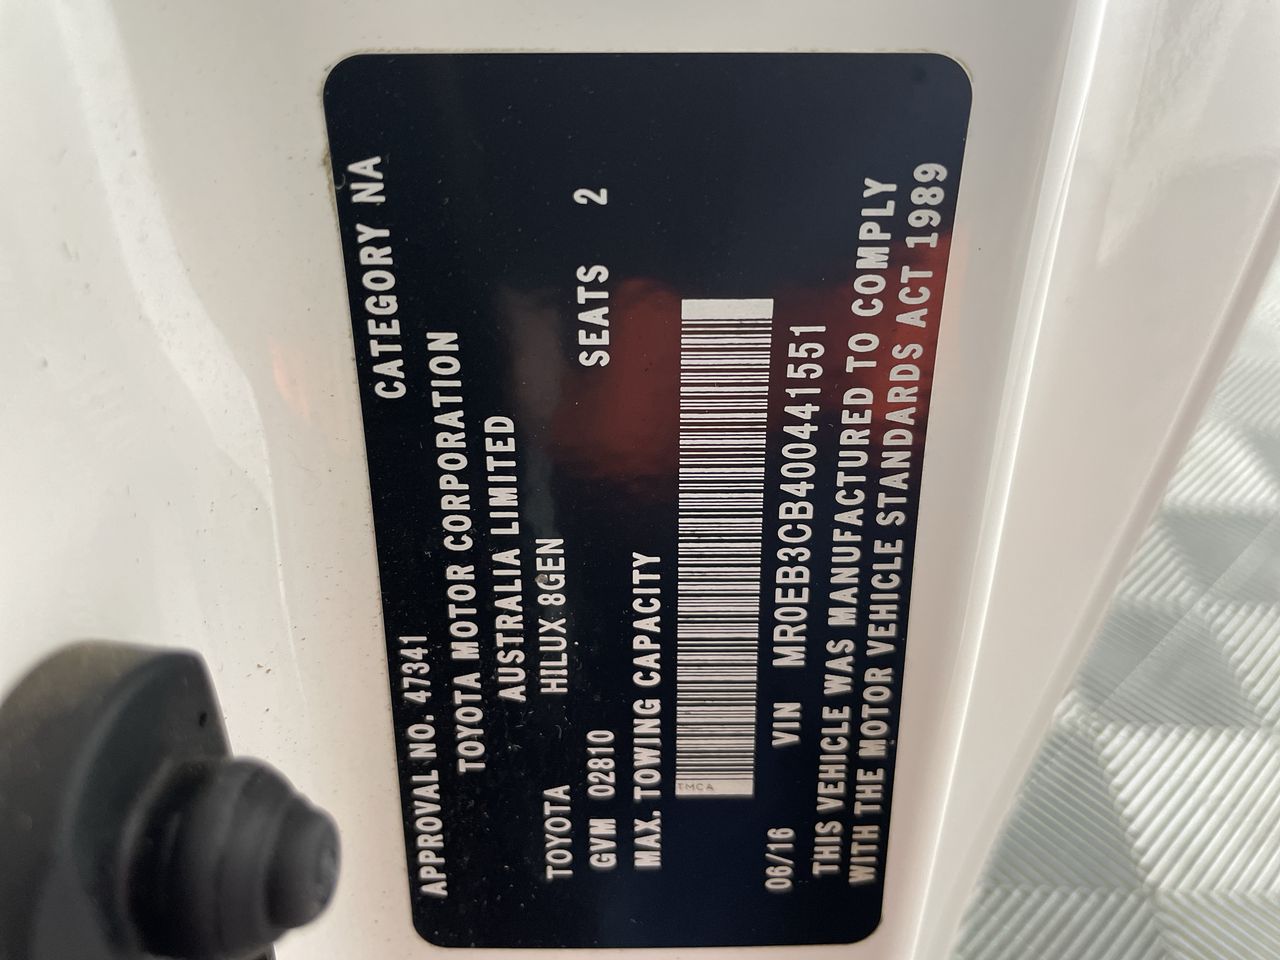 APPROVAL NO. 47341 CATEGORY NA
TOYOTA MOTOR CORPORATION
AUSTRALIA LIMITED
TOYOTA HILUX 8GEN
GVM 02810 SEATS 2
MAX. TOWING CAPACITY
TMCA
06/16 VIN MR0EB3CB400441551
THIS VEHICLE WAS MANUFACTURED TO COMPLY
WITH THE MOTOR VEHICLE STANDARDS ACT 1989